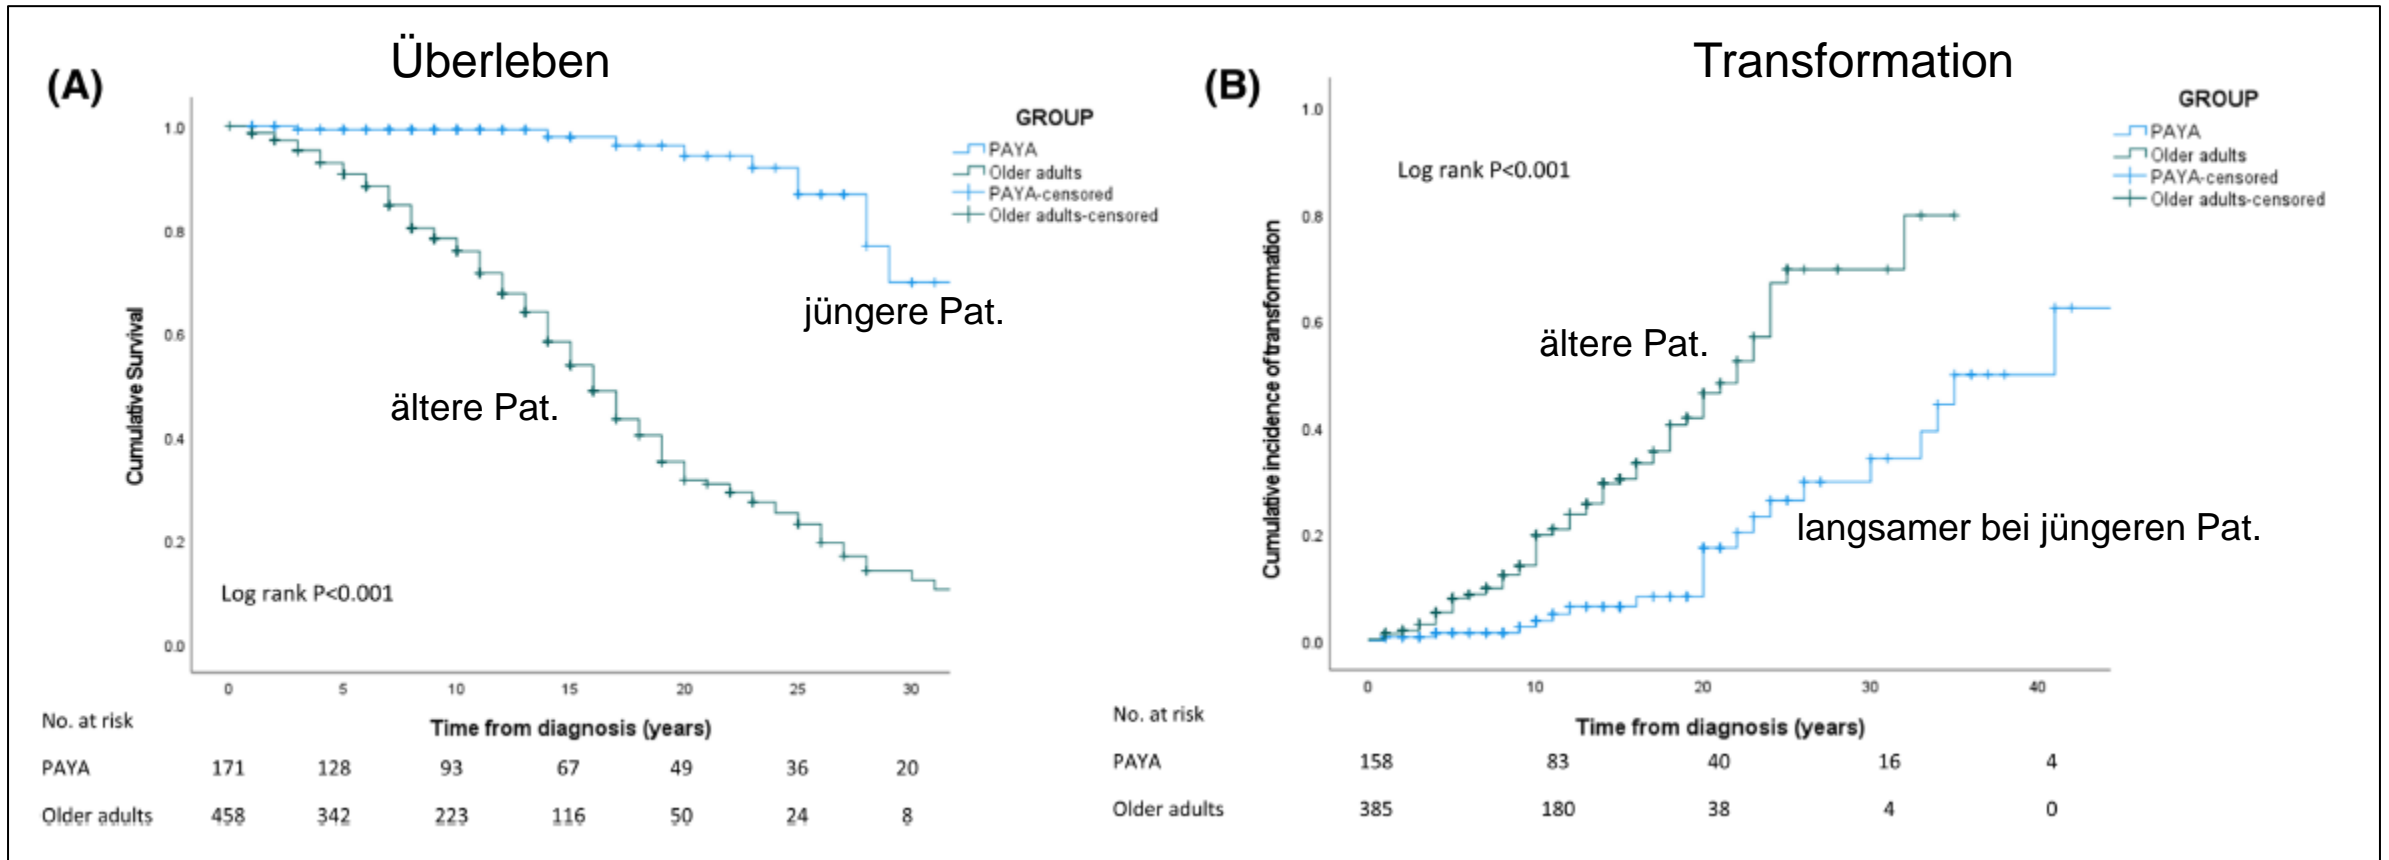 Überleben
(A)
GROUP
PAYA
Older adults
PAYA-censored
Older adults-censored
1.0
0.8
0.6
0.4
0.2
0.0
Cumulative Survival
jüngere Pat.
ältere Pat.
Log rank P<0.001
0 5 10 15 20 25 30
Time from diagnosis (years)
No. at risk
PAYA 171 128 93 67 49 36 20
Older adults 458 342 223 116 50 24 8
Transformation
(B)
GROUP
PAYA
Older adults
PAYA-censored
Older adults-censored
Log rank P<0.001
1.0
0.8
0.6
0.4
0.2
0.0
Cumulative incidence of transformation
ältere Pat.
langsamer bei jüngeren Pat.
0 10 20 30 40
Time from diagnosis (years)
No. at risk
PAYA 158 83 40 16 4
Older adults 385 180 38 4 0